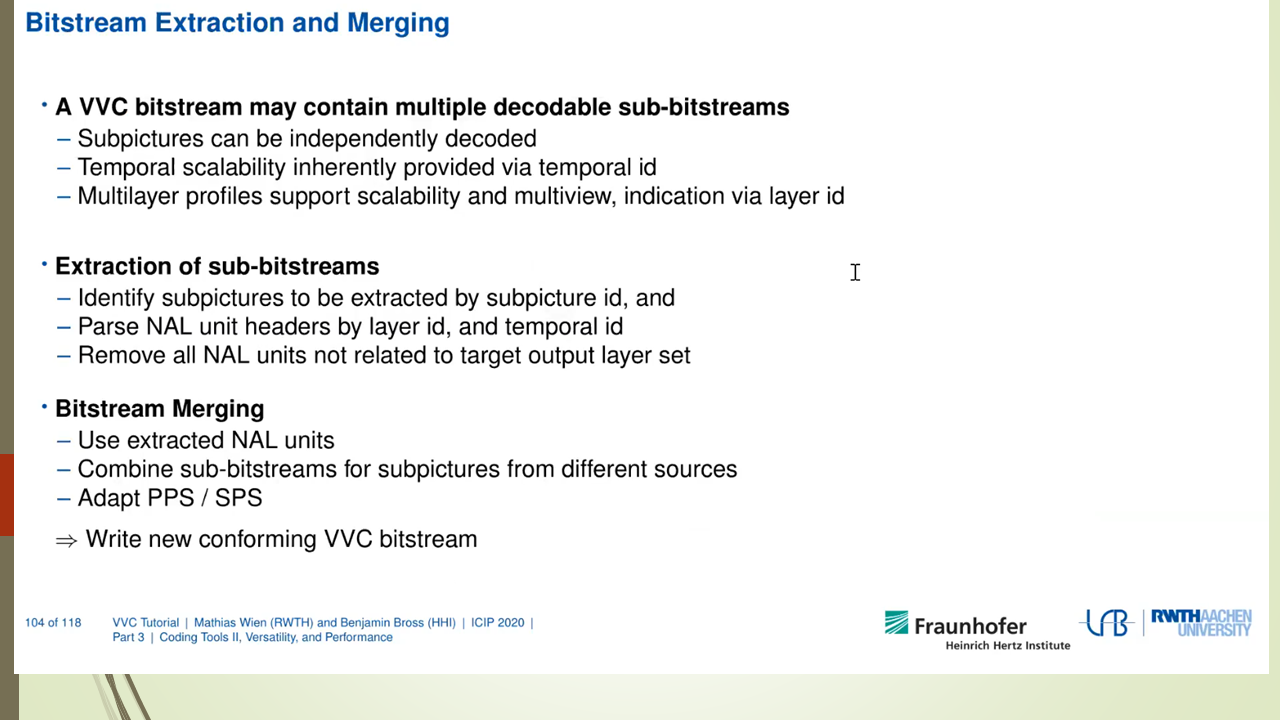 Bitstream Extraction and Merging
• A VVC bitstream may contain multiple decodable sub-bitstreams
– Subpictures can be independently decoded
– Temporal scalability inherently provided via temporal id
– Multilayer profiles support scalability and multiview, indication via layer id
• Extraction of sub-bitstreams
– Identify subpictures to be extracted by subpicture id, and
– Parse NAL unit headers by layer id, and temporal id
– Remove all NAL units not related to target output layer set
• Bitstream Merging
– Use extracted NAL units
– Combine sub-bitstreams for subpictures from different sources
– Adapt PPS / SPS
⇒ Write new conforming VVC bitstream
104 of 118 VVC Tutorial | Mathias Wien (RWTH) and Benjamin Bross (HHI) | ICIP 2020 |
Part 3 | Coding Tools II, Versatility, and Performance
Fraunhofer
Heinrich Hertz Institute
LfB
RWTHAACHEN
UNIVERSITY